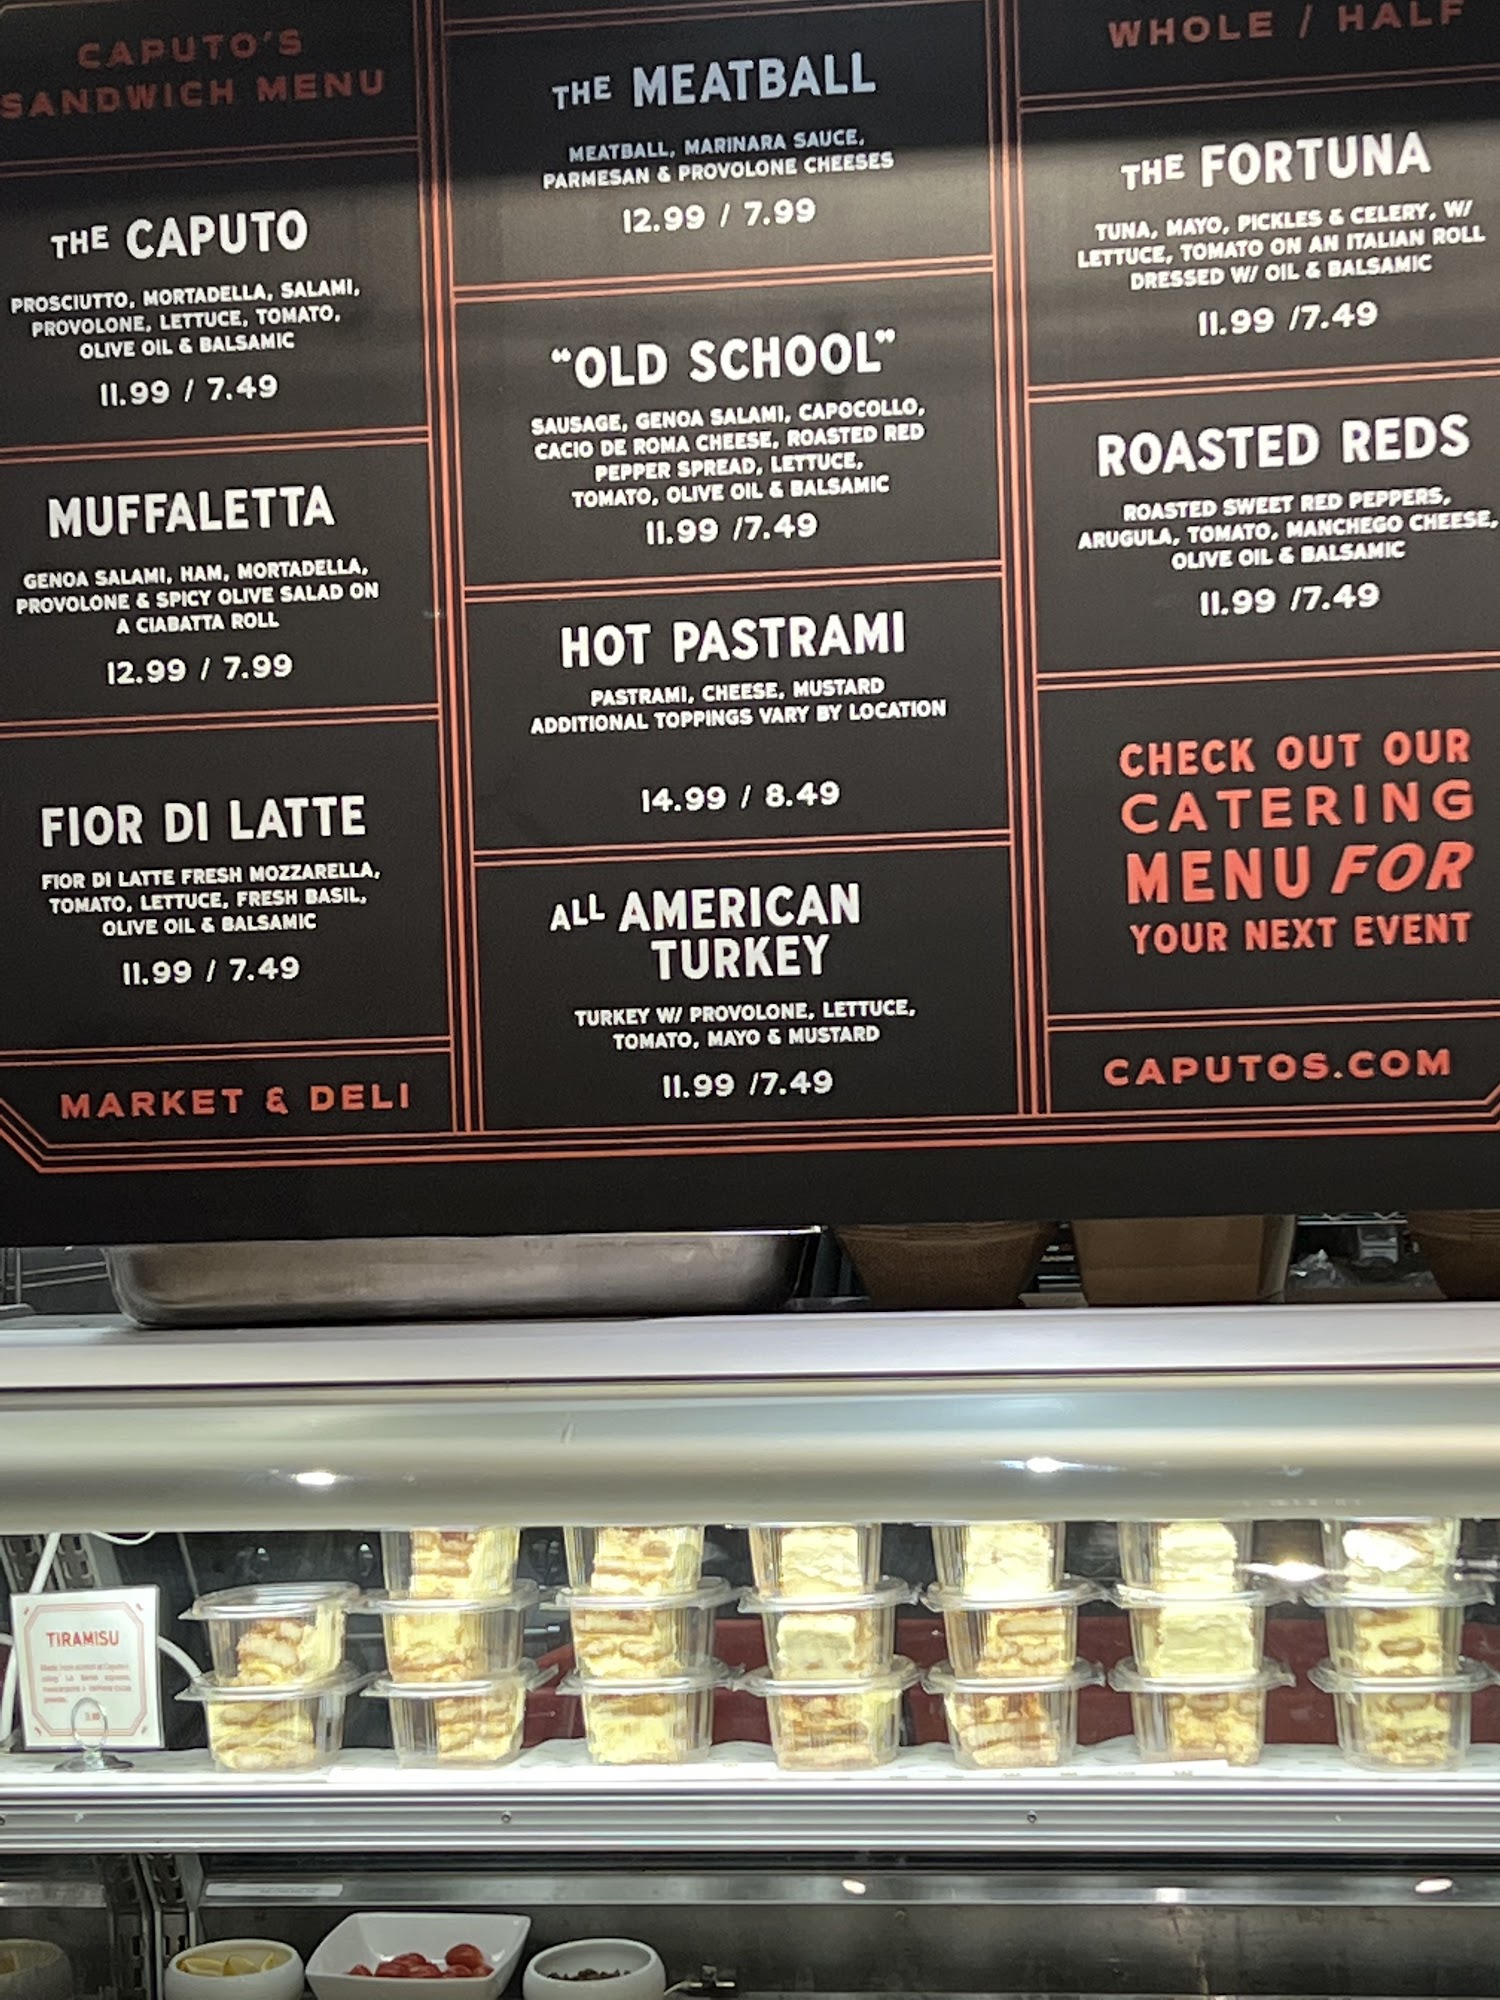 CAPUTO'S
SANDWICH MENU
THE CAPUTO
PROSCIUTTO, MORTADELLA, SALAMI,
PROVOLONE, LETTUCE, TOMATO,
OLIVE OIL & BALSAMIC
11.99 / 7.49
MUFFALETTA
GENOA SALAMI, HAM, MORTADELLA,
PROVOLONE & SPICY OLIVE SALAD ON
A CIABATTA ROLL
12.99 / 7.99
FIOR DI LATTE
FIOR DI LATTE FRESH MOZZARELLA,
TOMATO, LETTUCE, FRESH BASIL,
OLIVE OIL & BALSAMIC
11.99 / 7.49
MARKET & DELI
THE MEATBALL
MEATBALL, MARINARA SAUCE,
PARMESAN & PROVOLONE CHEESES
12.99 / 7.99
"OLD SCHOOL"
SAUSAGE, GENOA SALAMI, CAPOCOLLO,
CACIO DE ROMA CHEESE, ROASTED RED
PEPPER SPREAD, LETTUCE,
TOMATO, OLIVE OIL & BALSAMIC
11.99 /7.49
HOT PASTRAMI
PASTRAMI, CHEESE, MUSTARD
ADDITIONAL TOPPINGS VARY BY LOCATION
14.99 / 8.49
ALL AMERICAN
TURKEY
TURKEY W/ PROVOLONE, LETTUCE,
TOMATO, MAYO & MUSTARD
11.99 /7.49
WHOLE / HALF
THE FORTUNA
TUNA, MAYO, PICKLES & CELERY, W/
LETTUCE, TOMATO ON AN ITALIAN ROLL
DRESSED W/ OIL & BALSAMIC
11.99 /7.49
ROASTED REDS
ROASTED SWEET RED PEPPERS,
ARUGULA, TOMATO, MANCHEGO CHEESE,
OLIVE OIL & BALSAMIC
11.99 /7.49
CHECK OUT OUR
CATERING
MENU FOR
YOUR NEXT EVENT
CAPUTOS.COM
TIRAMISU